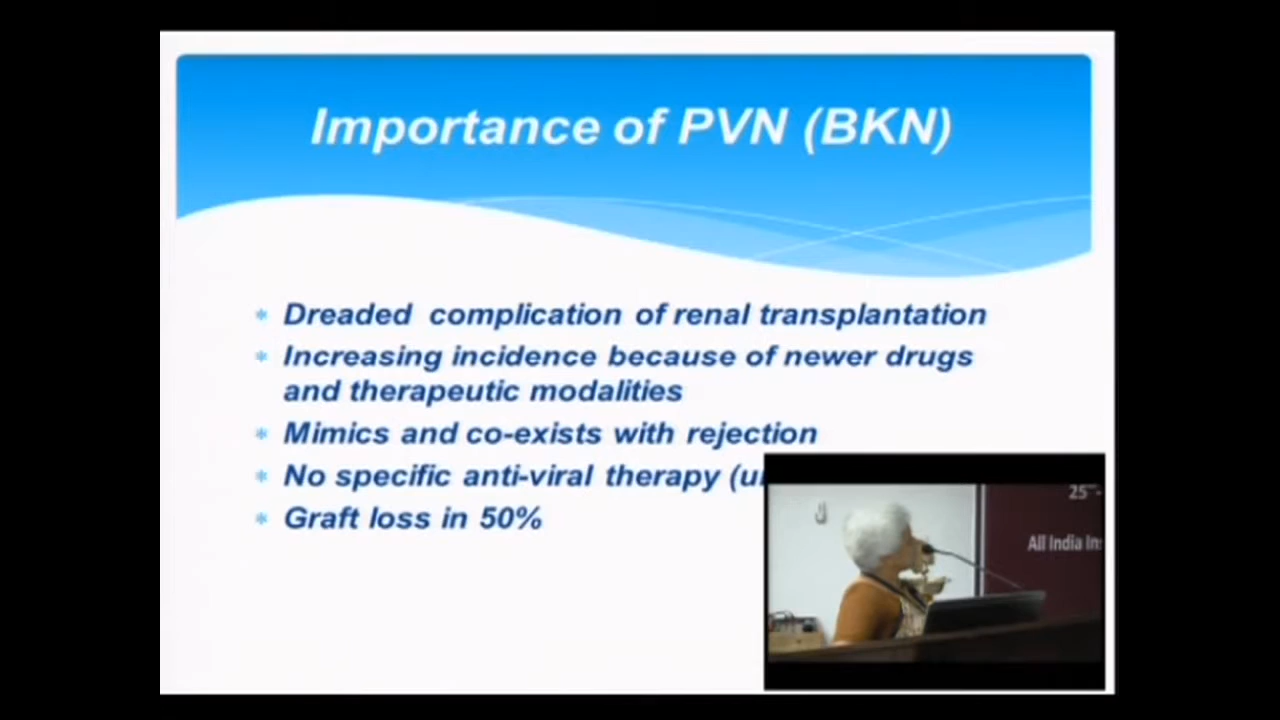 Importance of PVN (BKN)
Dreaded complication of renal transplantation
Increasing incidence because of newer drugs
and therapeutic modalities
Mimics and co-exists with rejection
No specific anti-viral therapy
Graft loss in 50%
25
All India